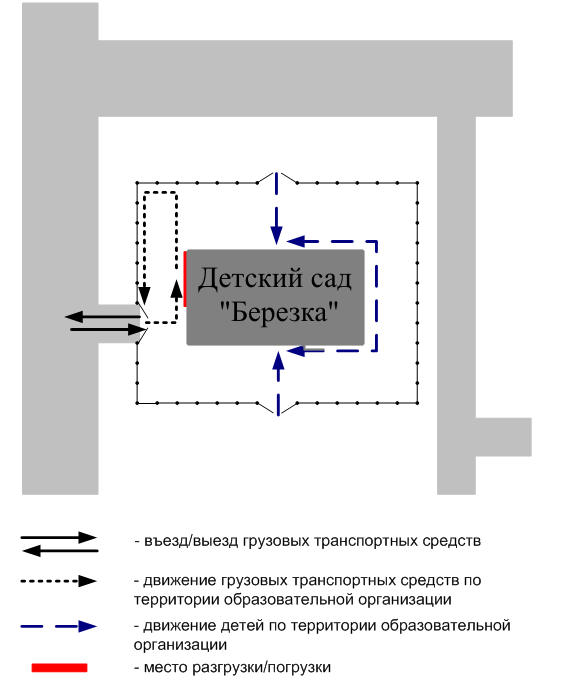 Детский сад
"Березка"
- въезд/выезд грузовых транспортных средств
- движение грузовых транспортных средств по
территории образовательной организации
- движение детей по территории образовательной
организации
- место разгрузки/погрузки